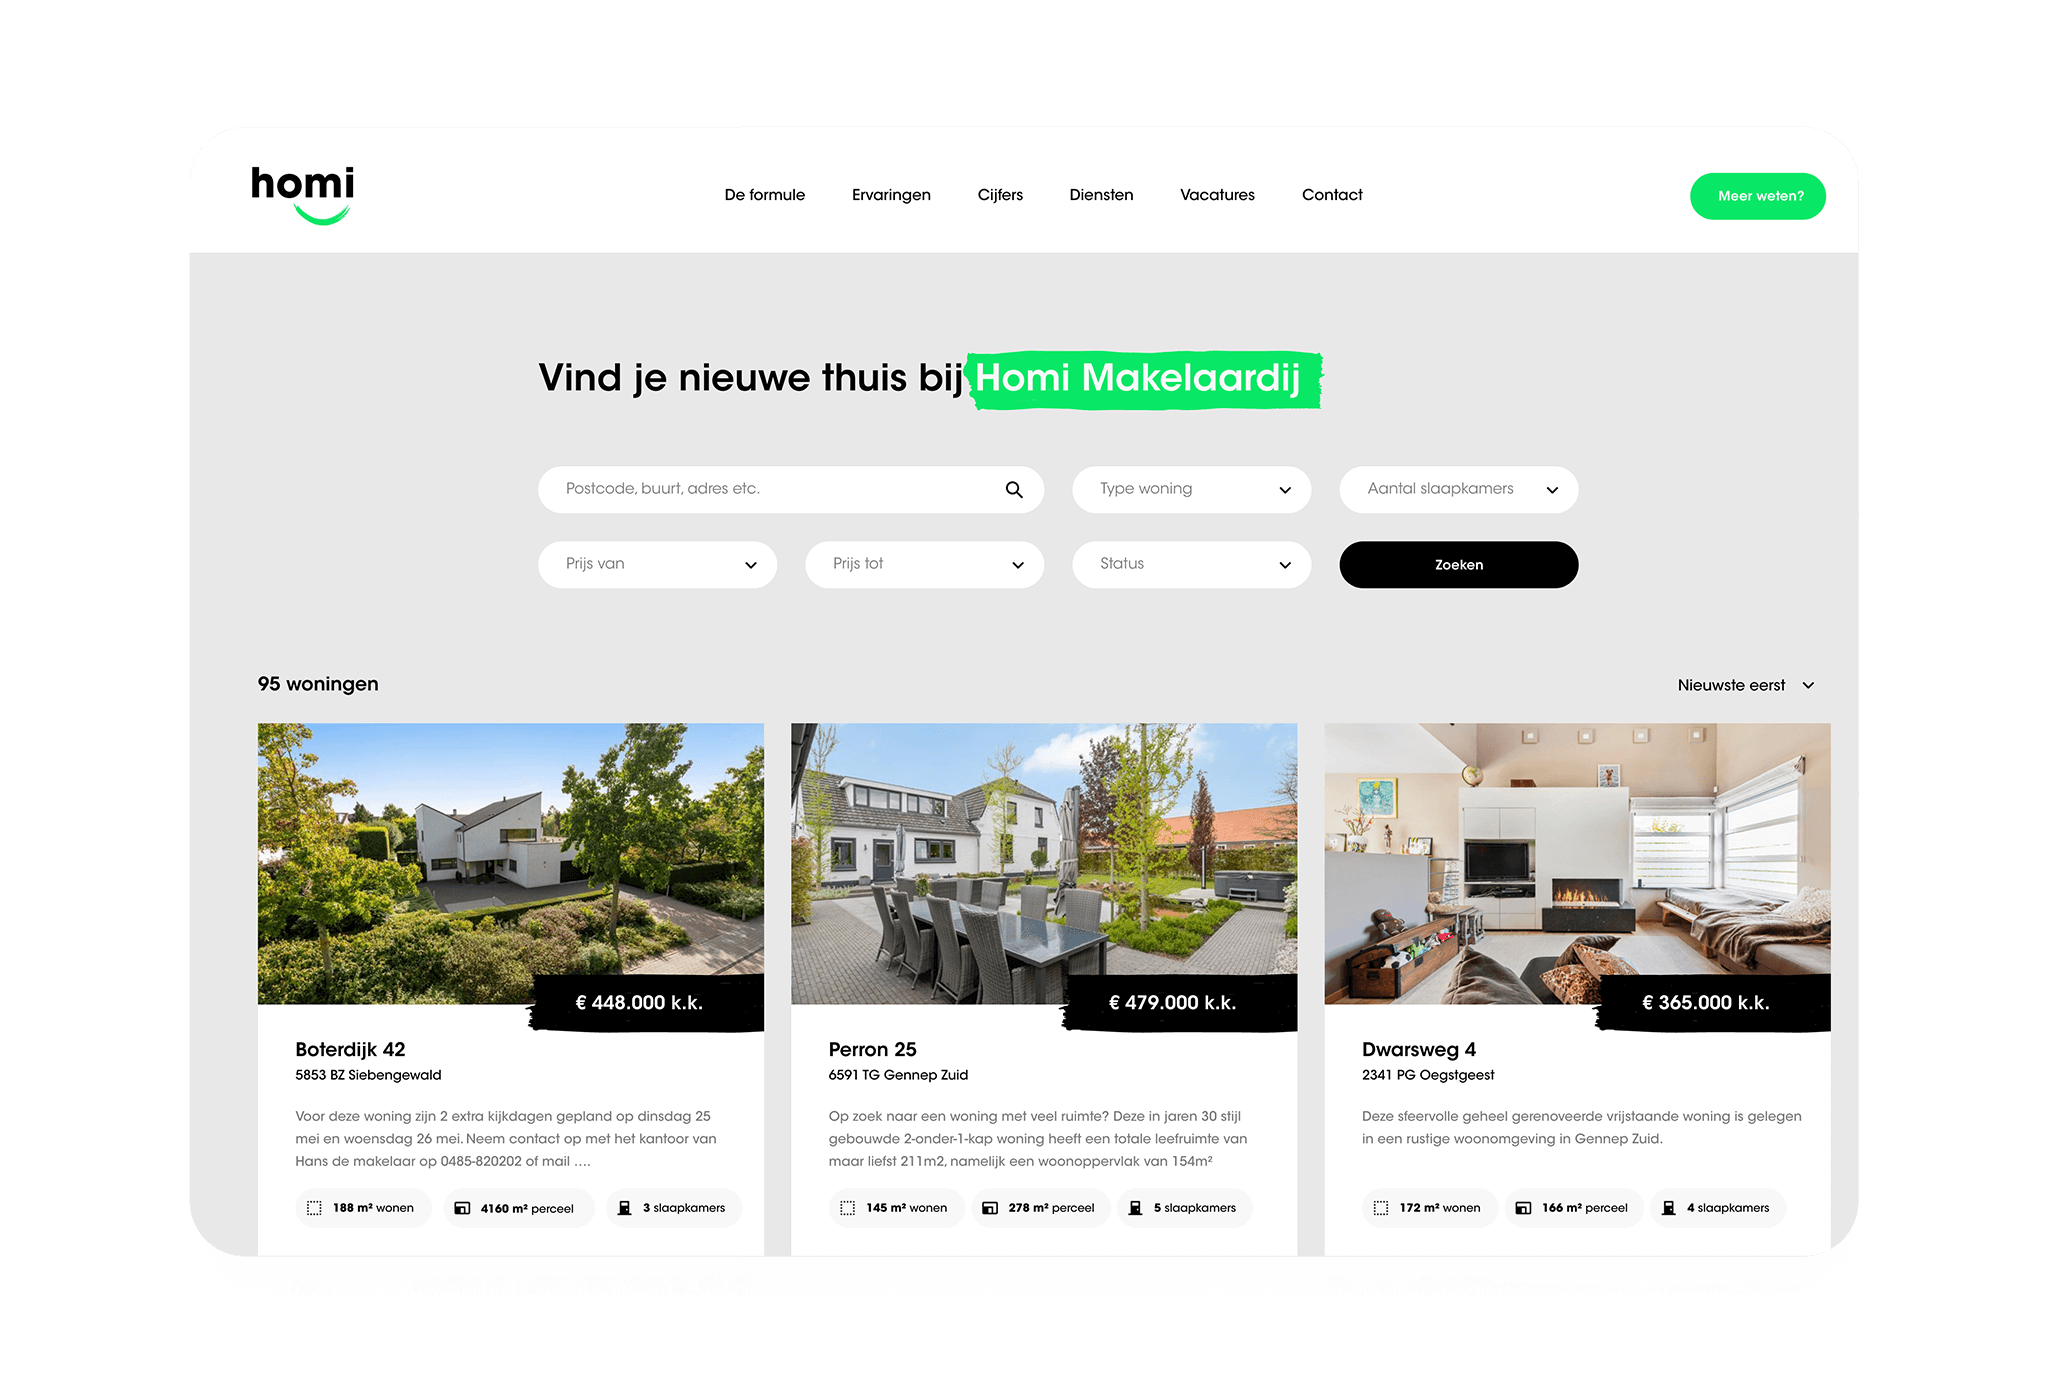 homi
De formule Ervaringen Cijfers Diensten Vacatures Contact
Meer weten?
Vind je nieuwe thuis bij Homi Makelaardij
Postcode, buurt, adres etc.
Type woning
Aantal slaapkamers
Prijs van
Prijs tot
Status
Zoeken
95 woningen
Nieuwste eerst
€ 448.000 k.k.
Boterdijk 42
5853 BZ Siebengewald
Voor deze woning zijn 2 extra kijkdagen gepland op dinsdag 25
mei en woensdag 26 mei. Neem contact op met het kantoor van
Hans de makelaar op 0485-820202 of mail ....
188 m² wonen
4160 m² perceel
3 slaapkamers
€ 479.000 k.k.
Perron 25
6591 TG Gennep Zuid
Op zoek naar een woning met veel ruimte? Deze in jaren 30 stijl
gebouwde 2-onder-1-kap woning heeft een totale leefruimte van
maar liefst 211m2, namelijk een woonoppervlak van 154m²
145 m² wonen
278 m² perceel
5 slaapkamers
€ 365.000 k.k.
Dwarsweg 4
2341 PG Oegstgeest
Deze sfeervolle geheel gerenoveerde vrijstaande woning is gelegen
in een rustige woonomgeving in Gennep Zuid.
172 m² wonen
166 m² perceel
4 slaapkamers